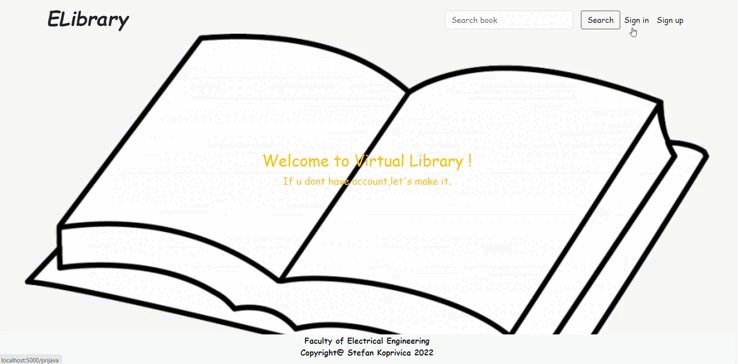 ELibrary
Search book
Search
Sign in
Sign up
Welcome to Virtual Library !
If u dont have account,let's make it.
Faculty of Electrical Engineering
Copyright@ Stefan Koprivica 2022
localhost:5000/prijava